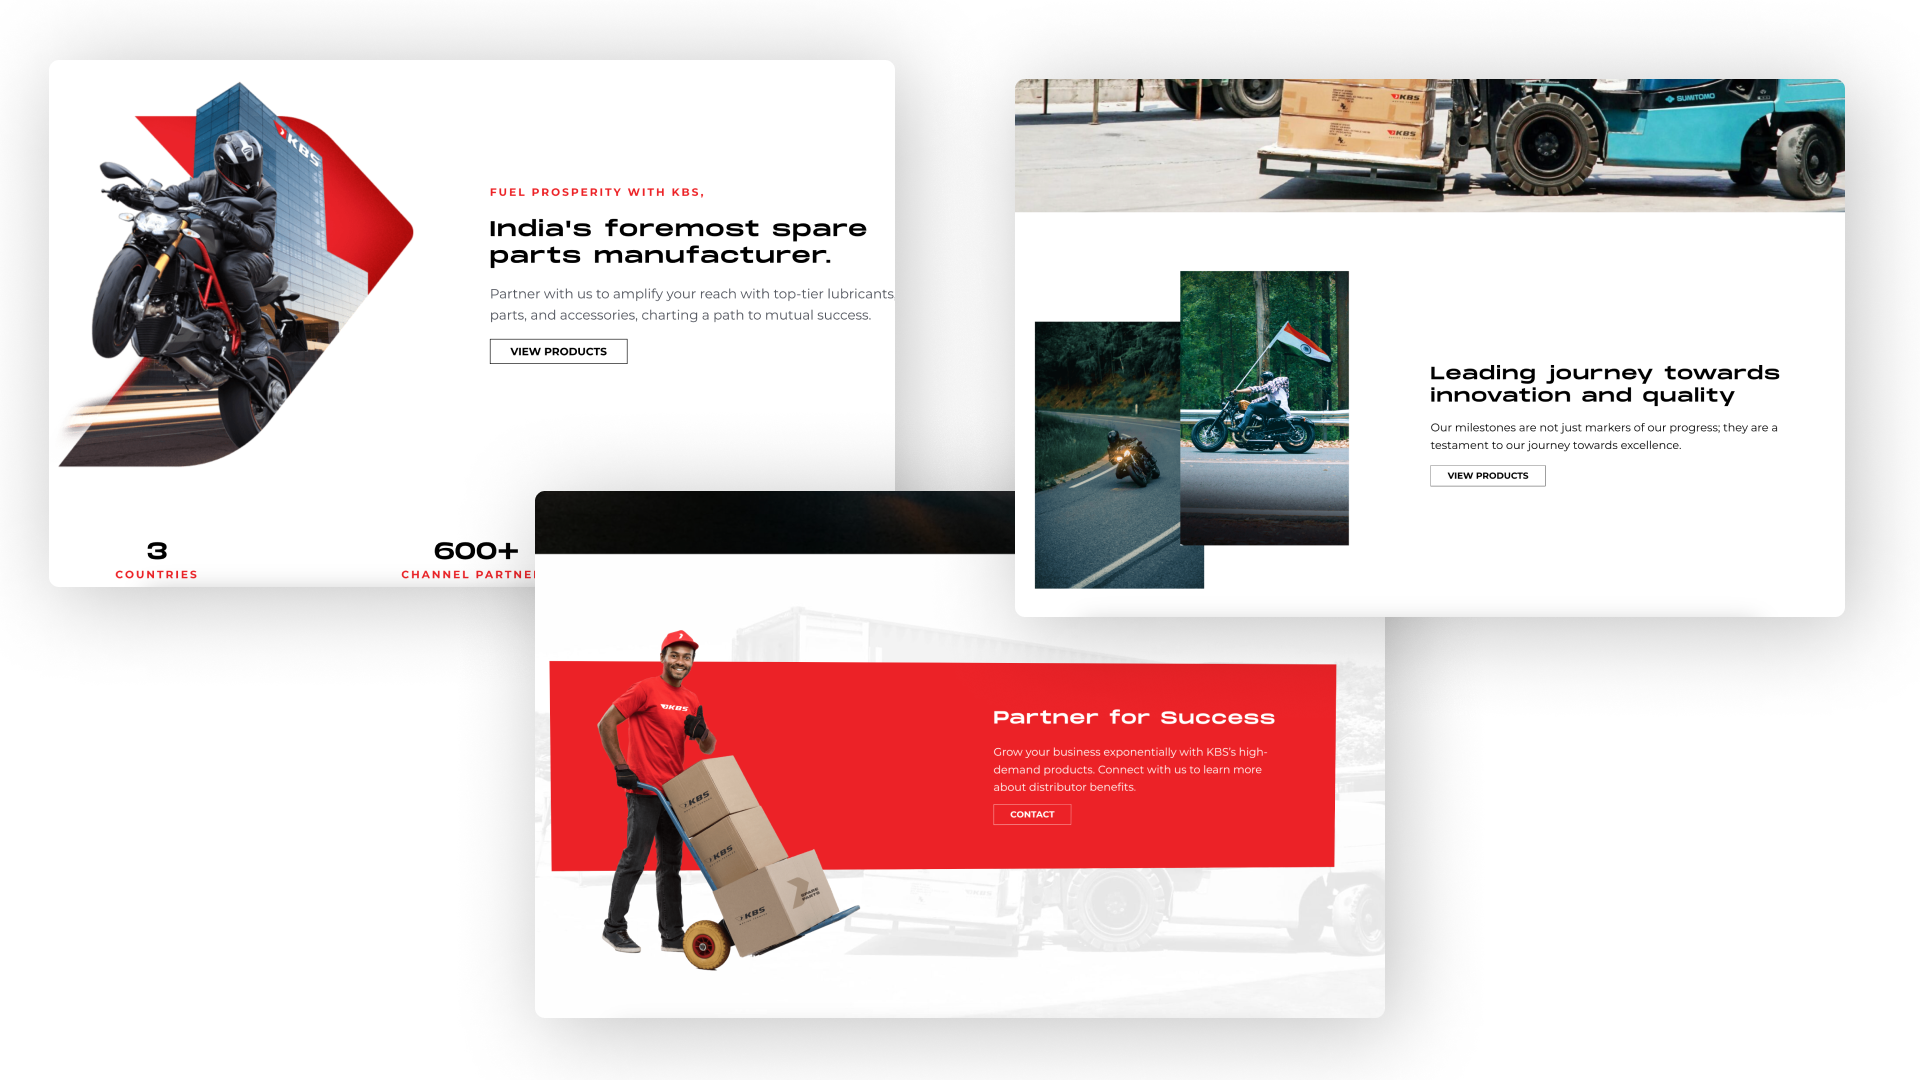 KBS
FUEL PROSPERITY WITH KBS,
India's foremost spare
parts manufacturer.
Partner with us to amplify your reach with top-tier lubricants
parts, and accessories, charting a path to mutual success.
VIEW PRODUCTS
3
COUNTRIES
600+
CHANNEL PARTNE
KBS
KBS
SUMITOMO
Leading journey towards
innovation and quality
Our milestones are not just markers of our progress; they are a
testament to our journey towards excellence.
VIEW PRODUCTS
KBS
Partner for Success
Grow your business exponentially with KBS's high-
demand products. Connect with us to learn more
about distributor benefits.
CONTACT
KBS
KBS
KBS
SPARE
PARTS